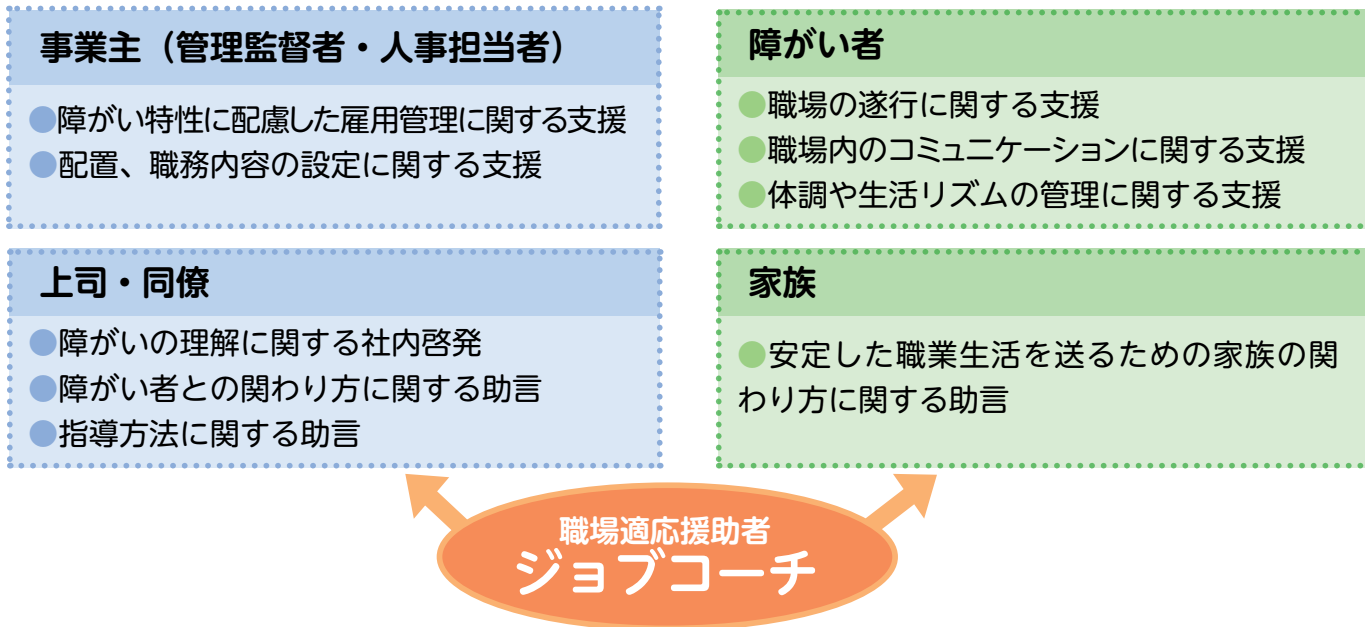 事業主（管理監督者・人事担当者）
●障がい特性に配慮した雇用管理に関する支援
●配置、職務内容の設定に関する支援
障がい者
●職場の遂行に関する支援
●職場内のコミュニケーションに関する支援
●体調や生活リズムの管理に関する支援
上司・同僚
●障がいの理解に関する社内啓発
●障がい者との関わり方に関する助言
●指導方法に関する助言
家族
●安定した職業生活を送るための家族の関
わり方に関する助言
職場適応援助者
ジョブコーチ